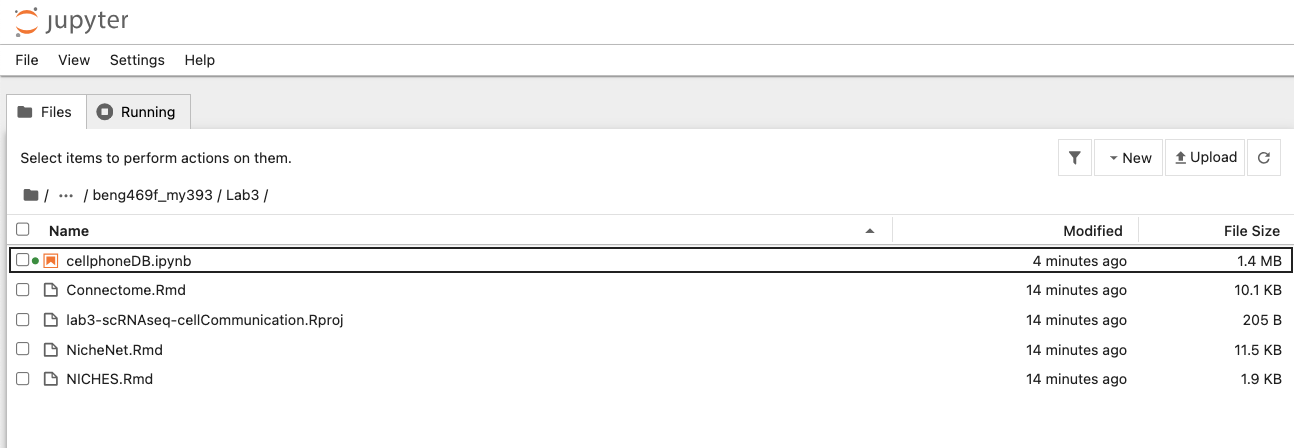 jupyter
File View Settings Help
Files Running
Select items to perform actions on them.
New Upload
/ ... / beng469f_my393 / Lab3 /
Name Modified File Size
cellphoneDB.ipynb 4 minutes ago 1.4 MB
Connectome.Rmd 14 minutes ago 10.1 KB
lab3-scRNAseq-cellCommunication.Rproj 14 minutes ago 205 B
NicheNet.Rmd 14 minutes ago 11.5 KB
NICHES.Rmd 14 minutes ago 1.9 KB